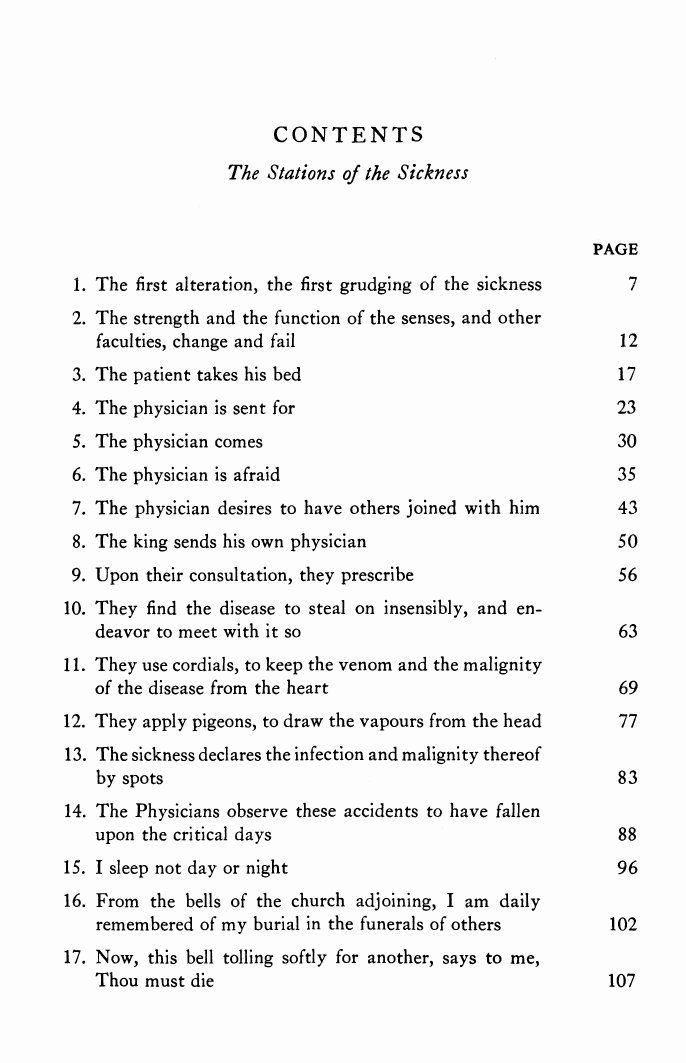 CONTENTS
The Stations of the Sickness
PAGE
1. The first alteration, the first grudging of the sickness 7
2. The strength and the function of the senses, and other
faculties, change and fail 12
3. The patient takes his bed 17
4. The physician is sent for 23
5. The physician comes 30
6. The physician is afraid 35
7. The physician desires to have others joined with him 43
8. The king sends his own physician 50
9. Upon their consultation, they prescribe 56
10. They find the disease to steal on insensibly, and en-
deavor to meet with it so 63
11. They use cordials, to keep the venom and the malignity
of the disease from the heart 69
12. They apply pigeons, to draw the vapours from the head 77
13. The sickness declares the infection and malignity thereof
by spots 83
14. The Physicians observe these accidents to have fallen
upon the critical days 88
15. I sleep not day or night 96
16. From the bells of the church adjoining, I am daily
remembered of my burial in the funerals of others 102
17. Now, this bell tolling softly for another, says to me,
Thou must die 107